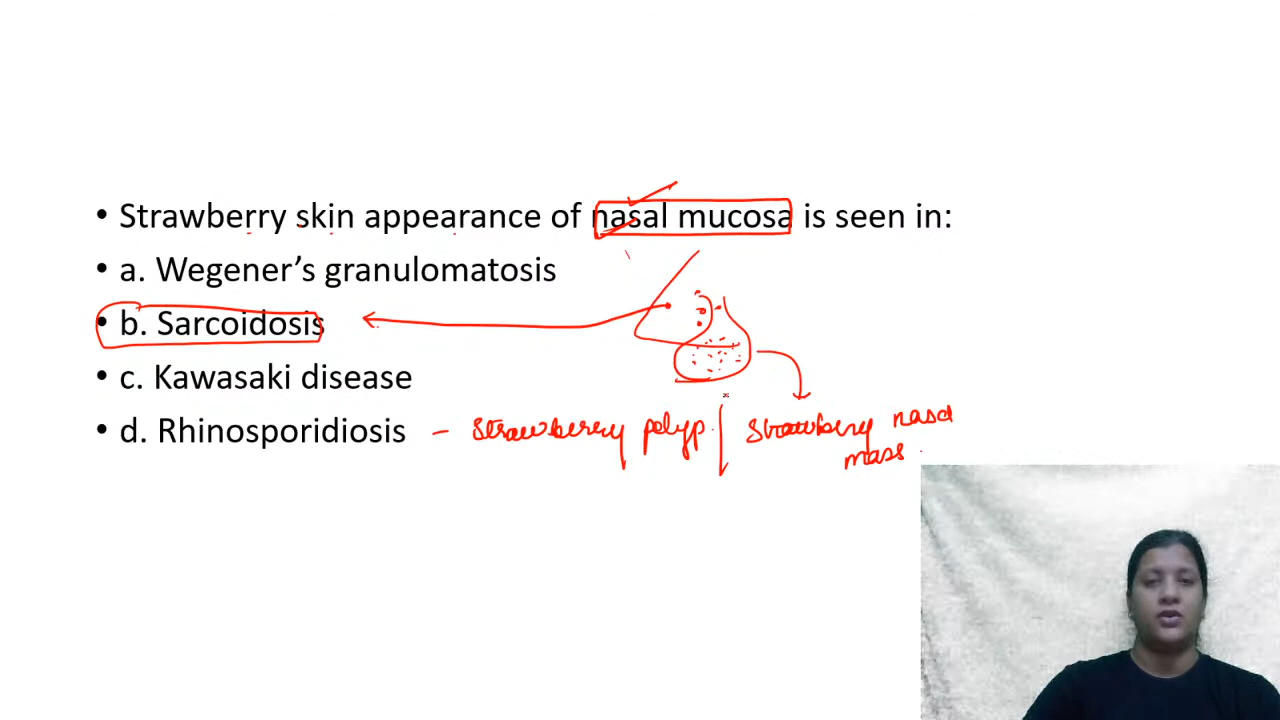 • Strawberry skin appearance of nasal mucosa is seen in:
• a. Wegener’s granulomatosis
• b. Sarcoidosis
• c. Kawasaki disease
• d. Rhinosporidiosis – Strawberry polyp. Strawberry nasal
mass.